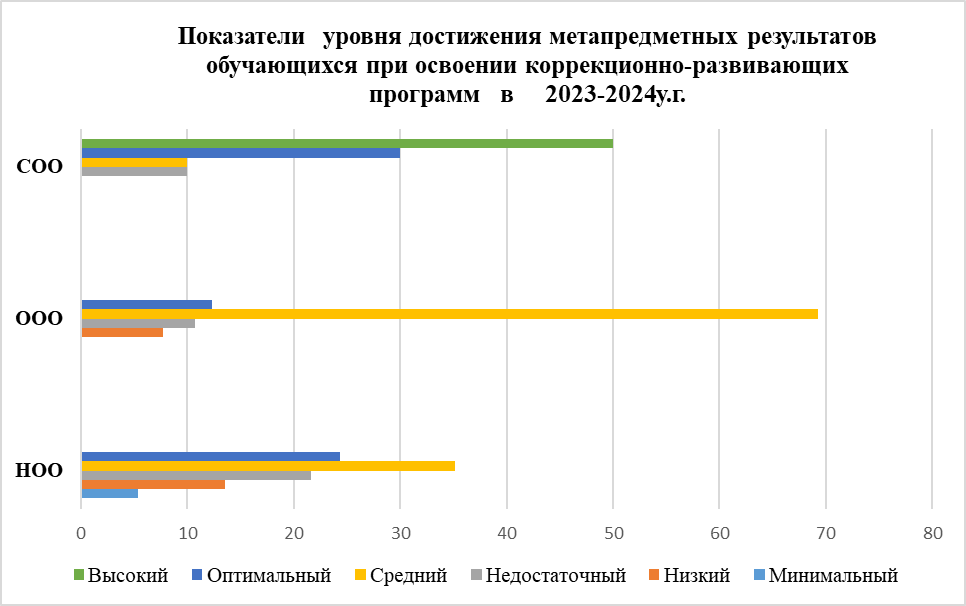 Показатели уровня достижения метапредметных результатов
обучающихся при освоении коррекционно-развивающих
программ в 2023-2024у.г.
СОО
ООО
НОО
0 10 20 30 40 50 60 70 80
Высокий Оптимальный Средний Недостаточный Низкий Минимальный